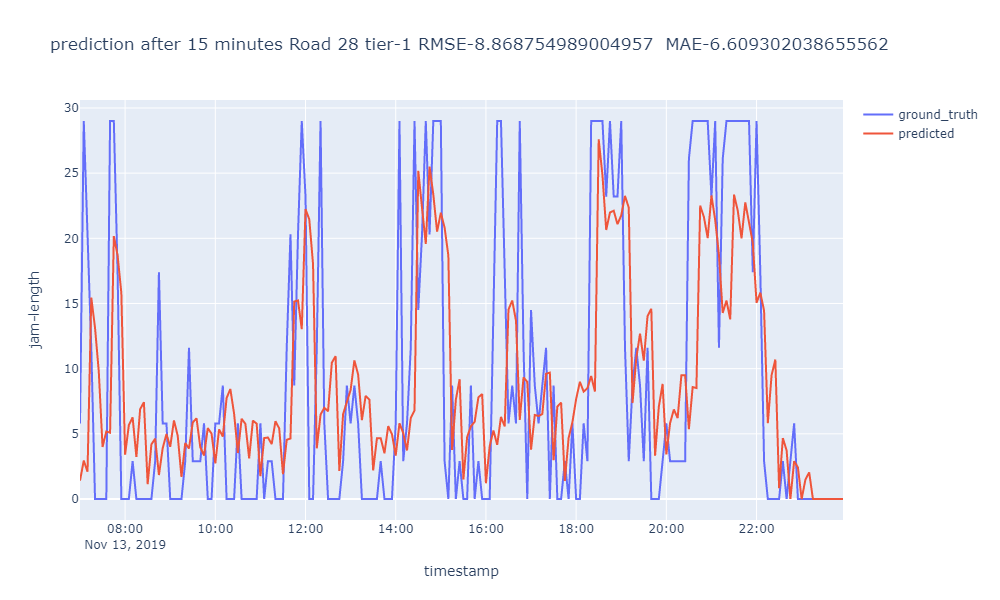 prediction after 15 minutes Road 28 tier-1 RMSE-8.868754989004957  MAE-6.609302038655562
ground_truth
predicted
jam-length
30
25
20
15
10
5
0
08:00 10:00 12:00 14:00 16:00 18:00 20:00 22:00
Nov 13, 2019
timestamp